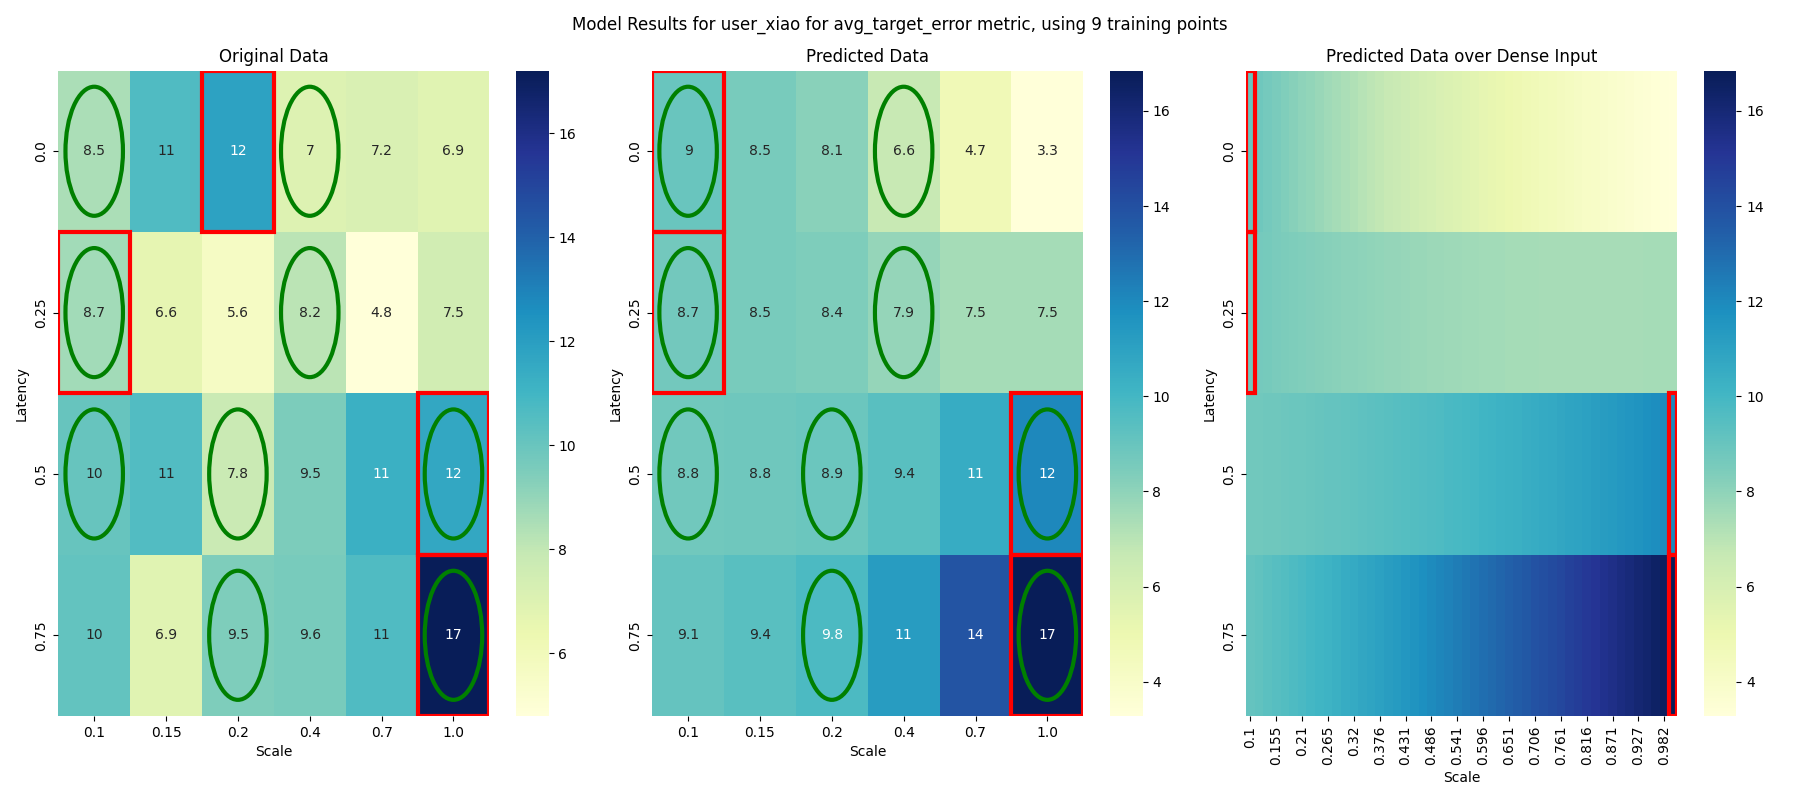 Model Results for user_xiao for avg_target_error metric, using 9 training points
Original Data
0.0 8.5 11 12 7 7.2 6.9
0.25 8.7 6.6 5.6 8.2 4.8 7.5
0.5 10 11 7.8 9.5 11 12
0.75 10 6.9 9.5 9.6 11 17
0.1 0.15 0.2 0.4 0.7 1.0
Scale
Latency
16
14
12
10
8
6
Predicted Data
0.0 9 8.5 8.1 6.6 4.7 3.3
0.25 8.7 8.5 8.4 7.9 7.5 7.5
0.5 8.8 8.8 8.9 9.4 11 12
0.75 9.1 9.4 9.8 11 14 17
0.1 0.15 0.2 0.4 0.7 1.0
Scale
Latency
16
14
12
10
8
6
4
Predicted Data over Dense Input
0.0
0.25
0.5
0.75
0.1 0.155 0.21 0.265 0.32 0.376 0.431 0.486 0.541 0.596 0.651 0.706 0.761 0.816 0.871 0.927 0.982
Scale
Latency
16
14
12
10
8
6
4